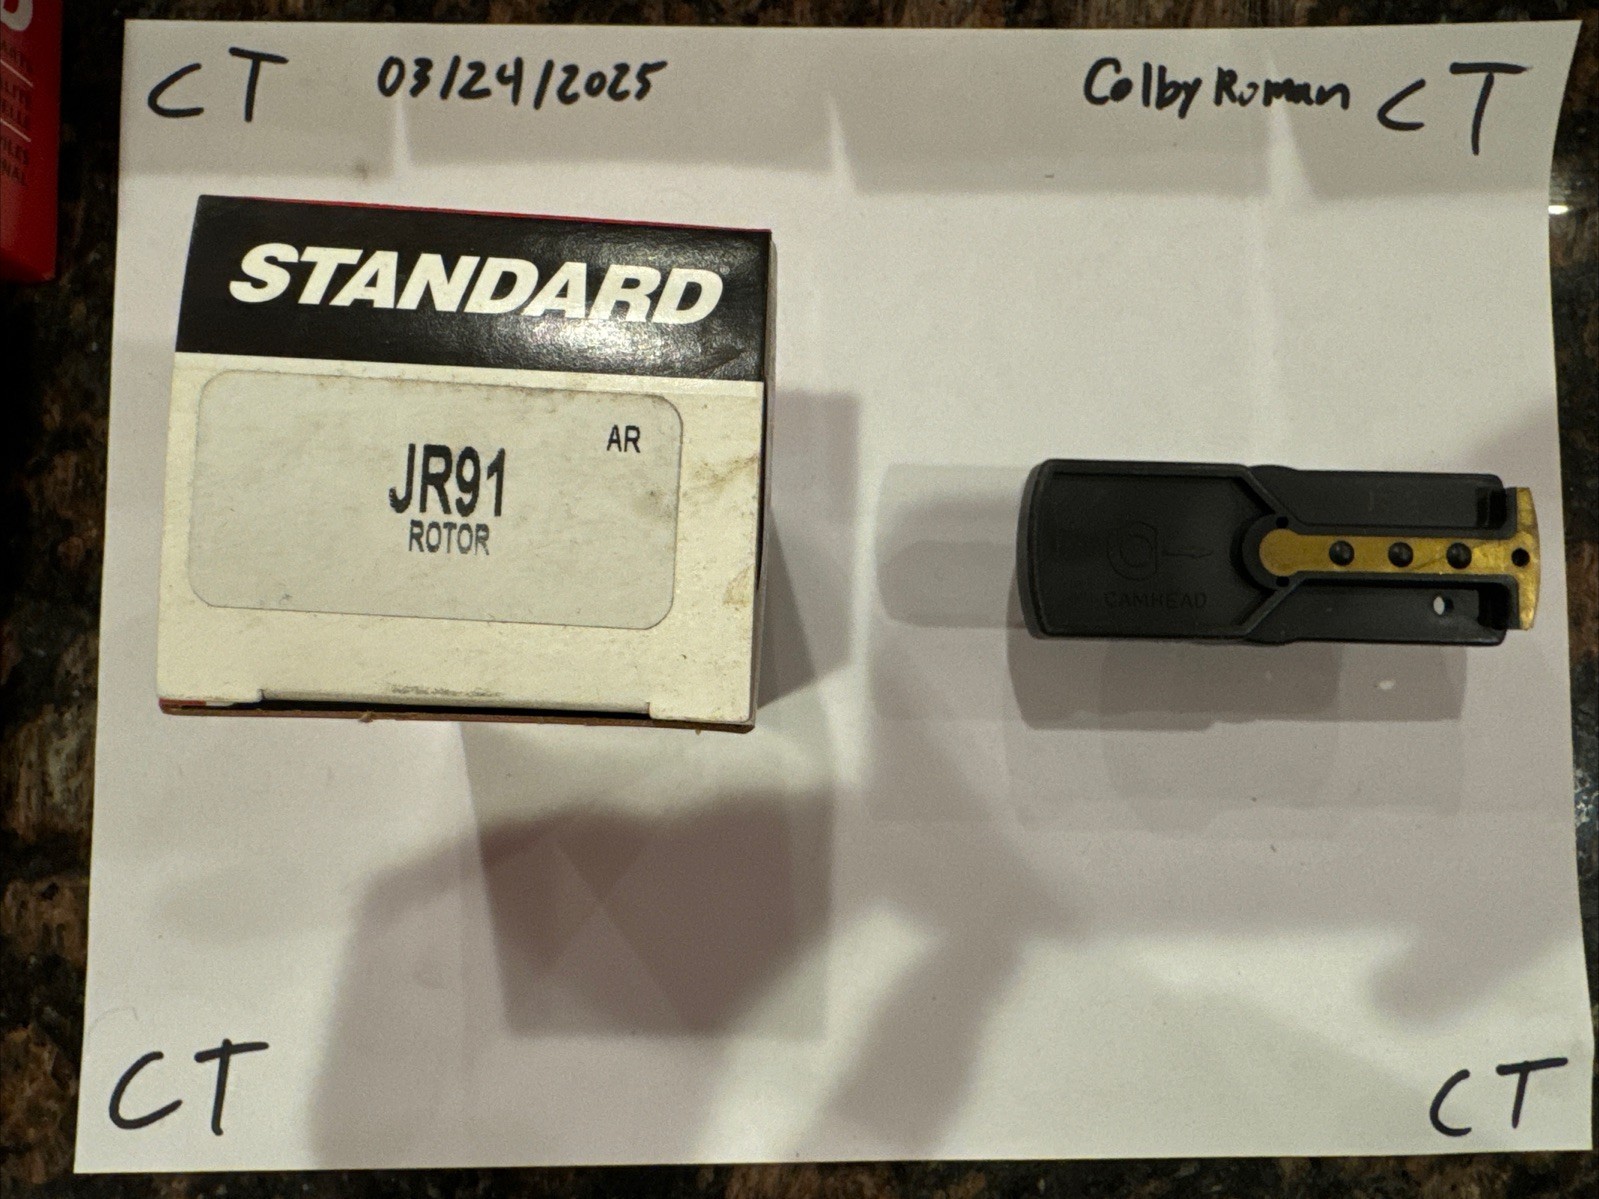 CT 03/24/2025 Colby Roman CT
STANDARD
AR
JR91
ROTOR
CAMHEAD
CT CT